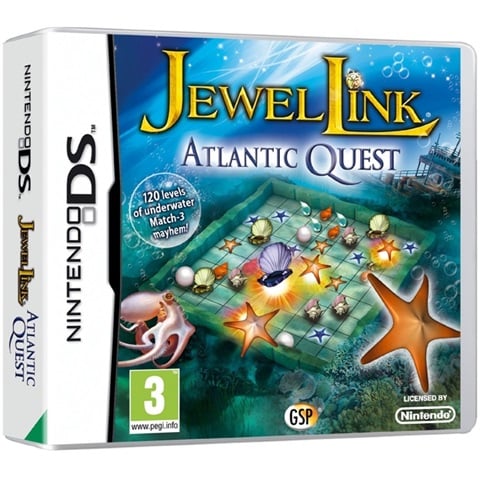 NINTENDO DS
JEWEL LINK
ATLANTIC
QUEST
NINTENDO DS™
JEWEL LINK
ATLANTIC QUEST
120 levels
of underwater
Match-3
mayhem!
3
www.pegi.info
GSP
LICENSED BY
Nintendo